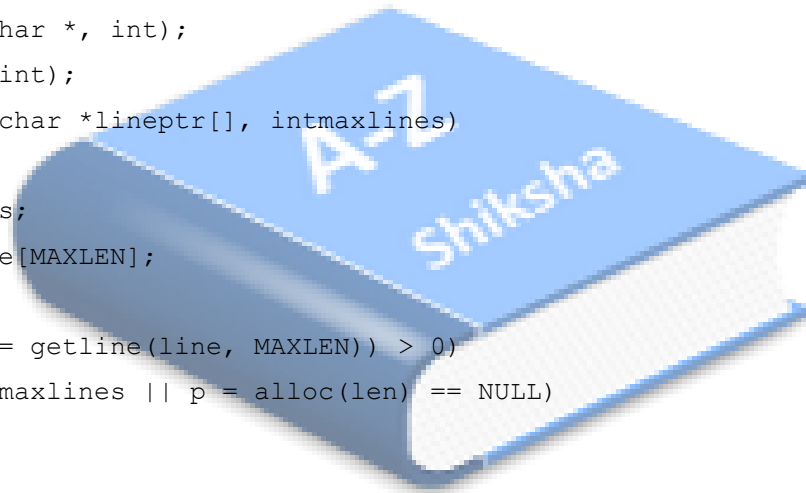 har *, int);
int);
char *lineptr[], intmaxlines)
A-Z
s;
Shiksha
e[MAXLEN];
= getline(line, MAXLEN)) > 0)
maxlines || p = alloc(len) == NULL)